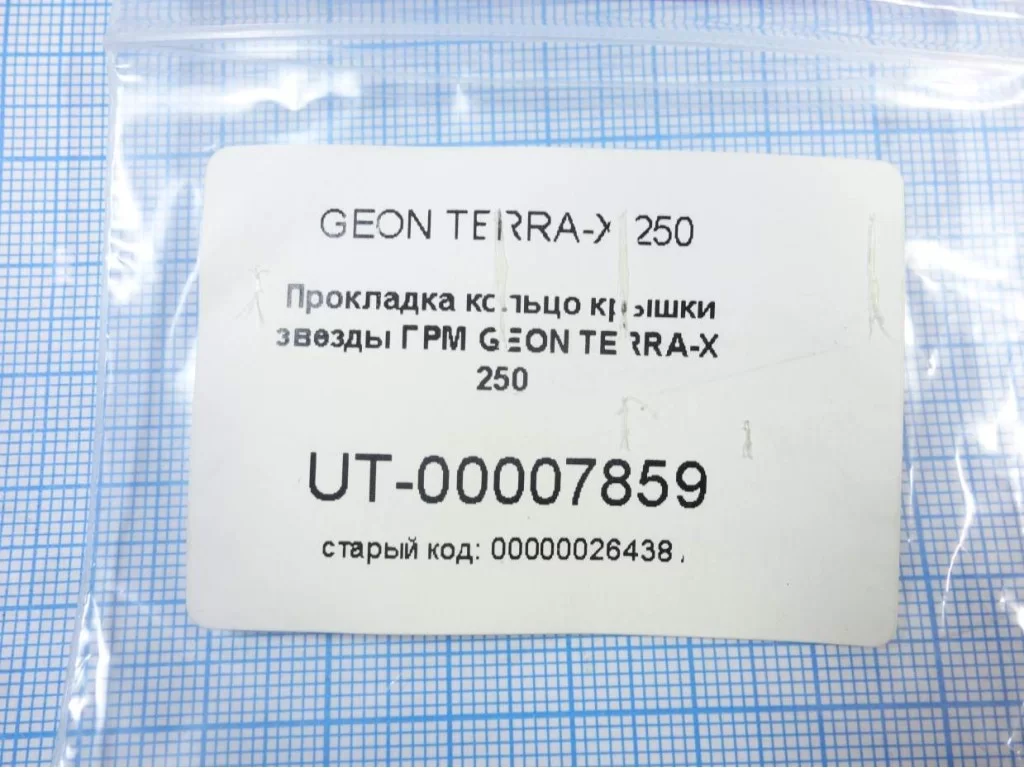 GEON TERRA-X 250
Прокладка кольцо крышки
звезды ГРМ GEON TERRA-X
250
UT-00007859
старый код: 00000026438 ,